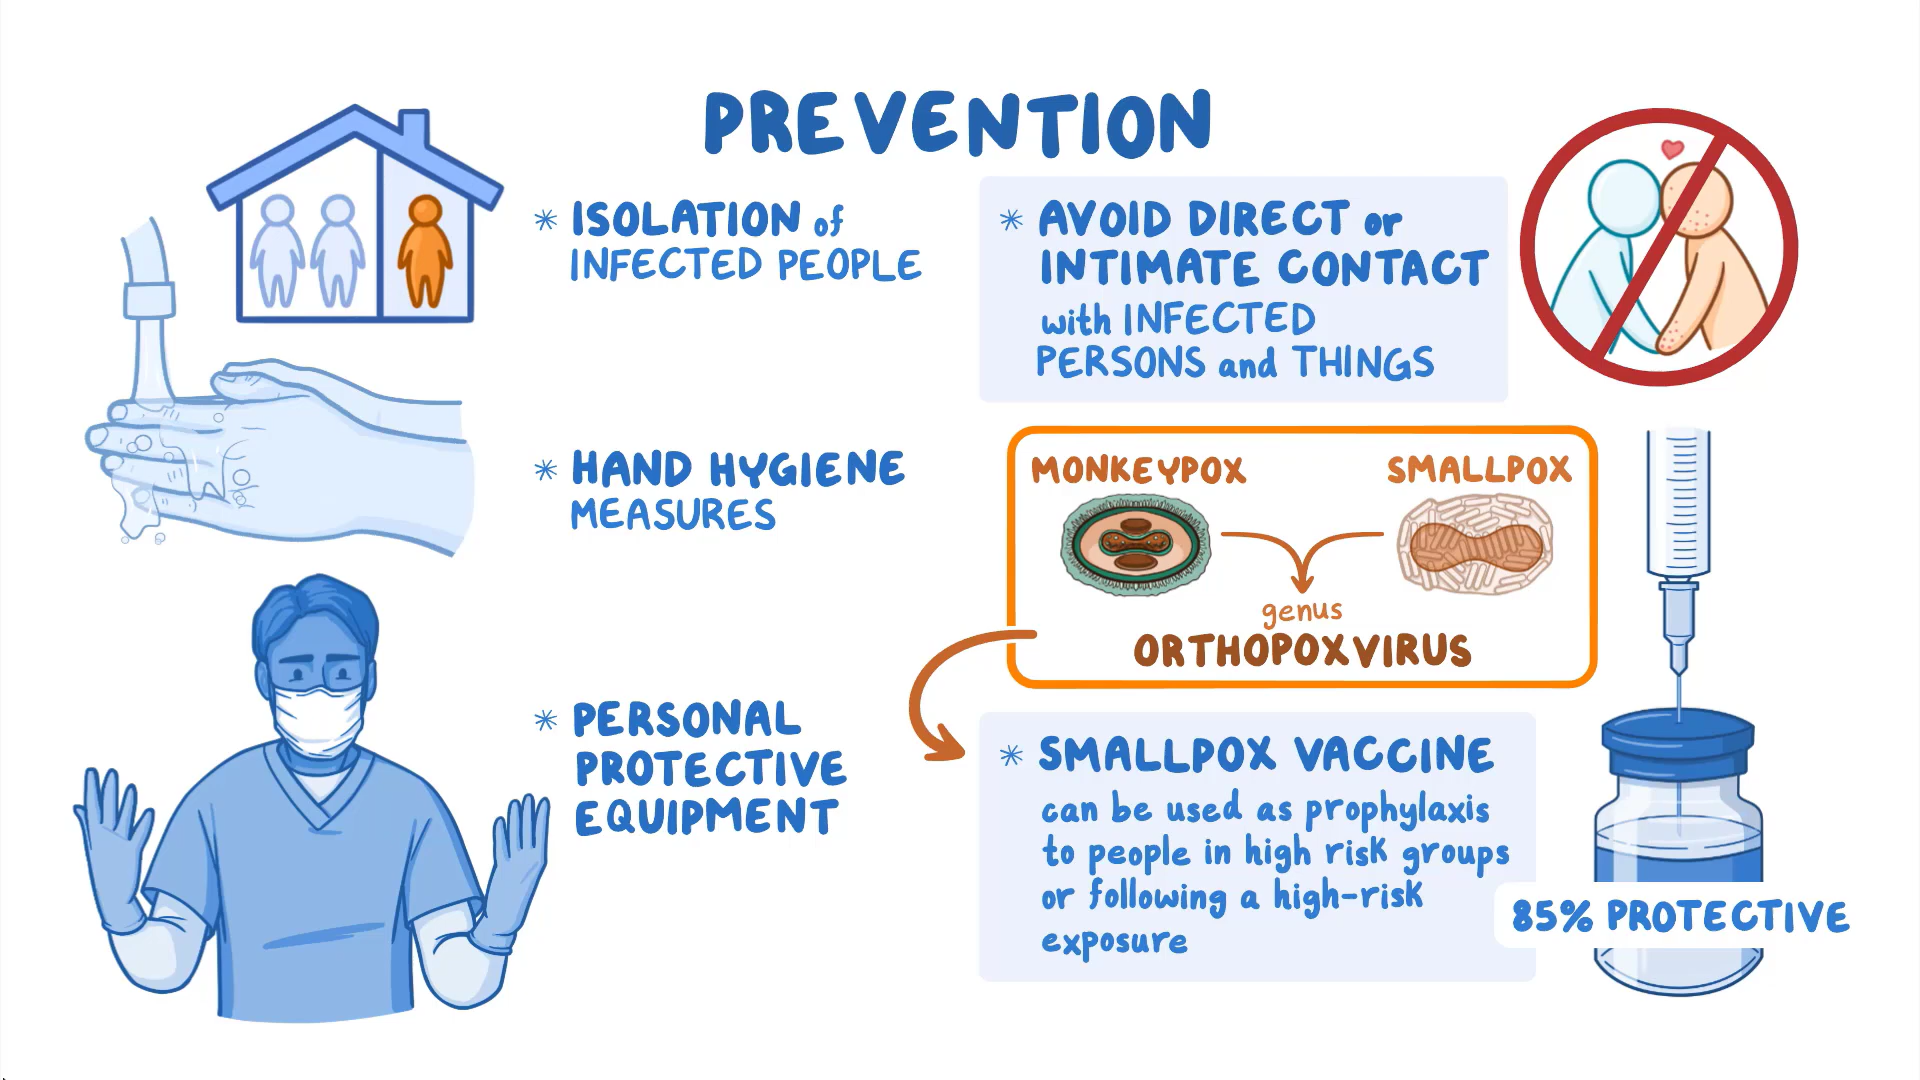 PREVENTION
* ISOLATION of
INFECTED PEOPLE
* HAND HYGIENE
MEASURES
* PERSONAL
PROTECTIVE
EQUIPMENT
* AVOID DIRECT or
INTIMATE CONTACT
with INFECTED
PERSONS and THINGS
MONKEYPOX SMALLPOX
genus
ORTHOPOXVIRUS
* SMALLPOX VACCINE
can be used as prophylaxis
to people in high risk groups
or following a high-risk
exposure
85% PROTECTIVE